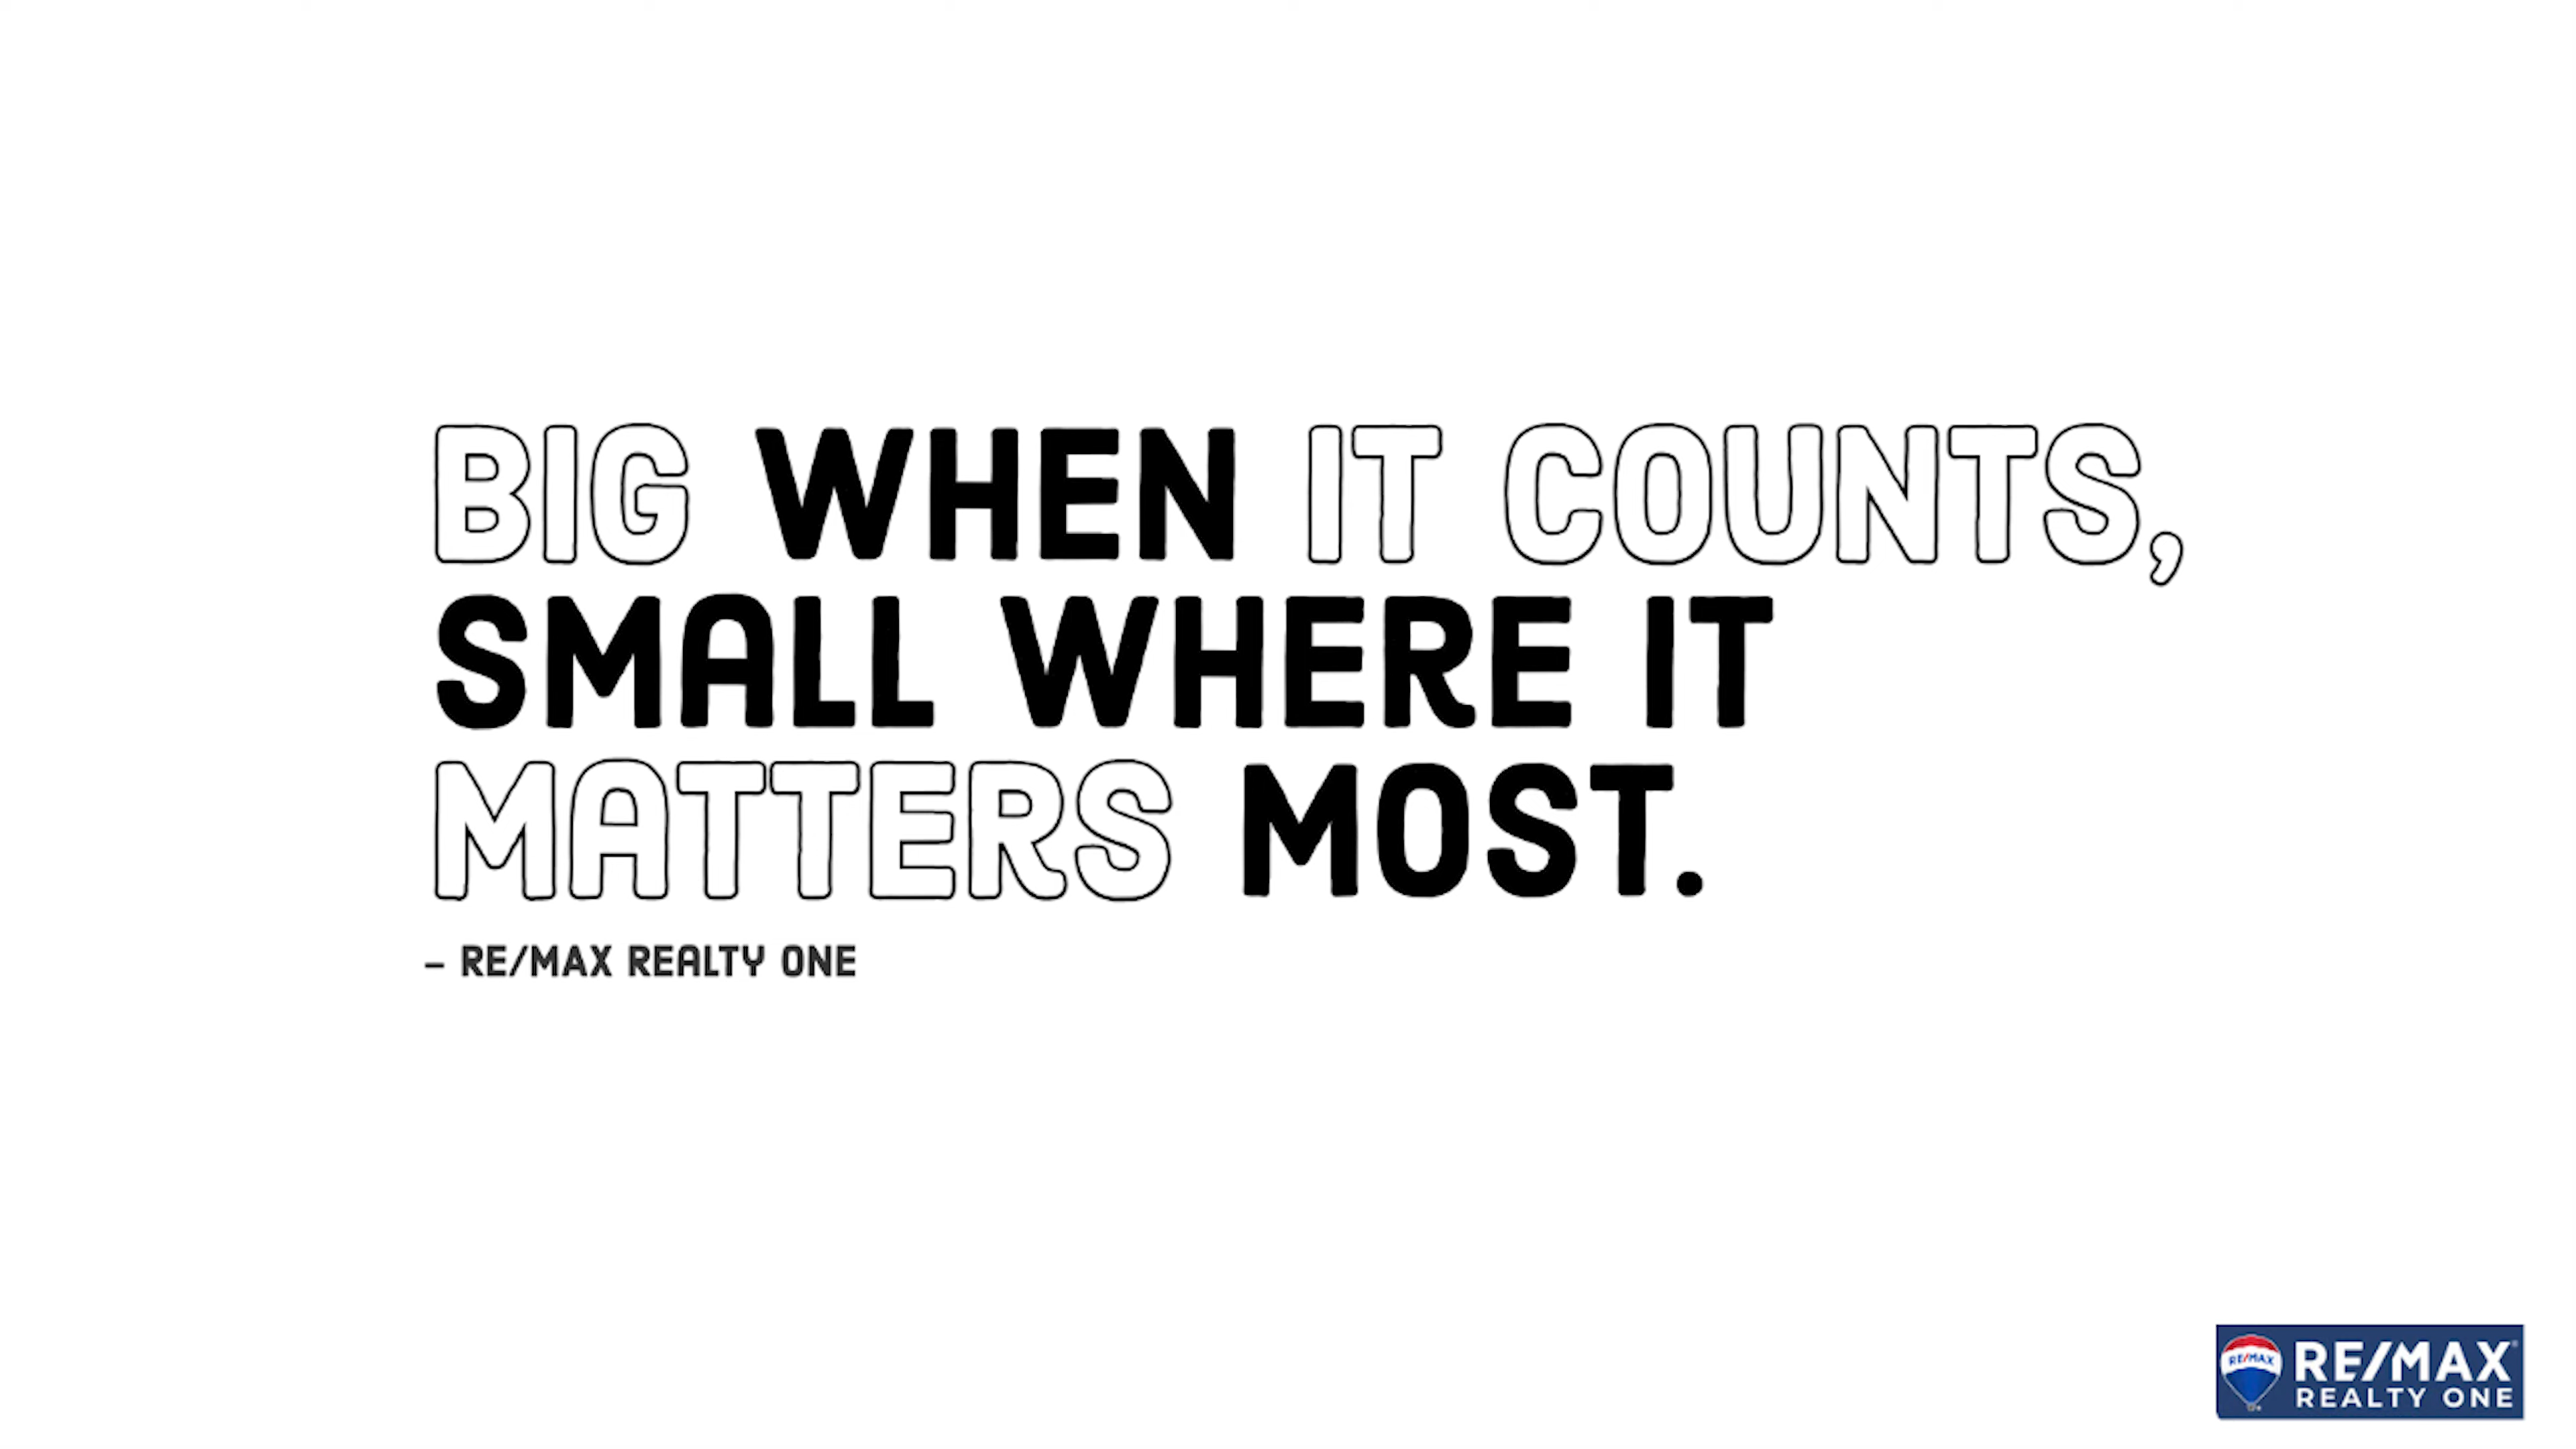 BIG WHEN IT COUNTS,
SMALL WHERE IT
MATTERS MOST.
– RE/MAX REALTY ONE
RE/MAX
RE/MAX
REALTY ONE